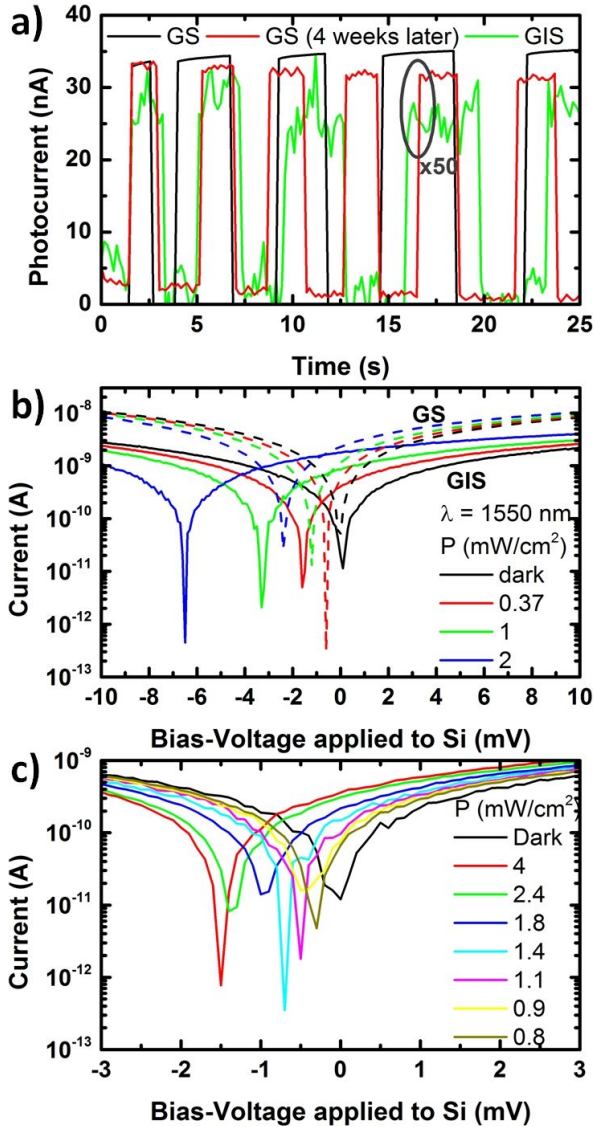 a)
GS GS (4 weeks later) GIS
40
30
20
10
0
Photocurrent (nA)
x50
0 5 10 15 20 25
Time (s)
b)
10-8
10-9
10-10
10-11
10-12
10-13
Current (A)
GS
GIS
λ = 1550 nm
P (mW/cm2)
dark
0.37
1
2
-10 -8 -6 -4 -2 0 2 4 6 8 10
Bias-Voltage applied to Si (mV)
c)
10-9
10-10
10-11
10-12
10-13
Current (A)
P (mW/cm2)
Dark
4
2.4
1.8
1.4
1.1
0.9
0.8
-3 -2 -1 0 1 2 3
Bias-Voltage applied to Si (mV)